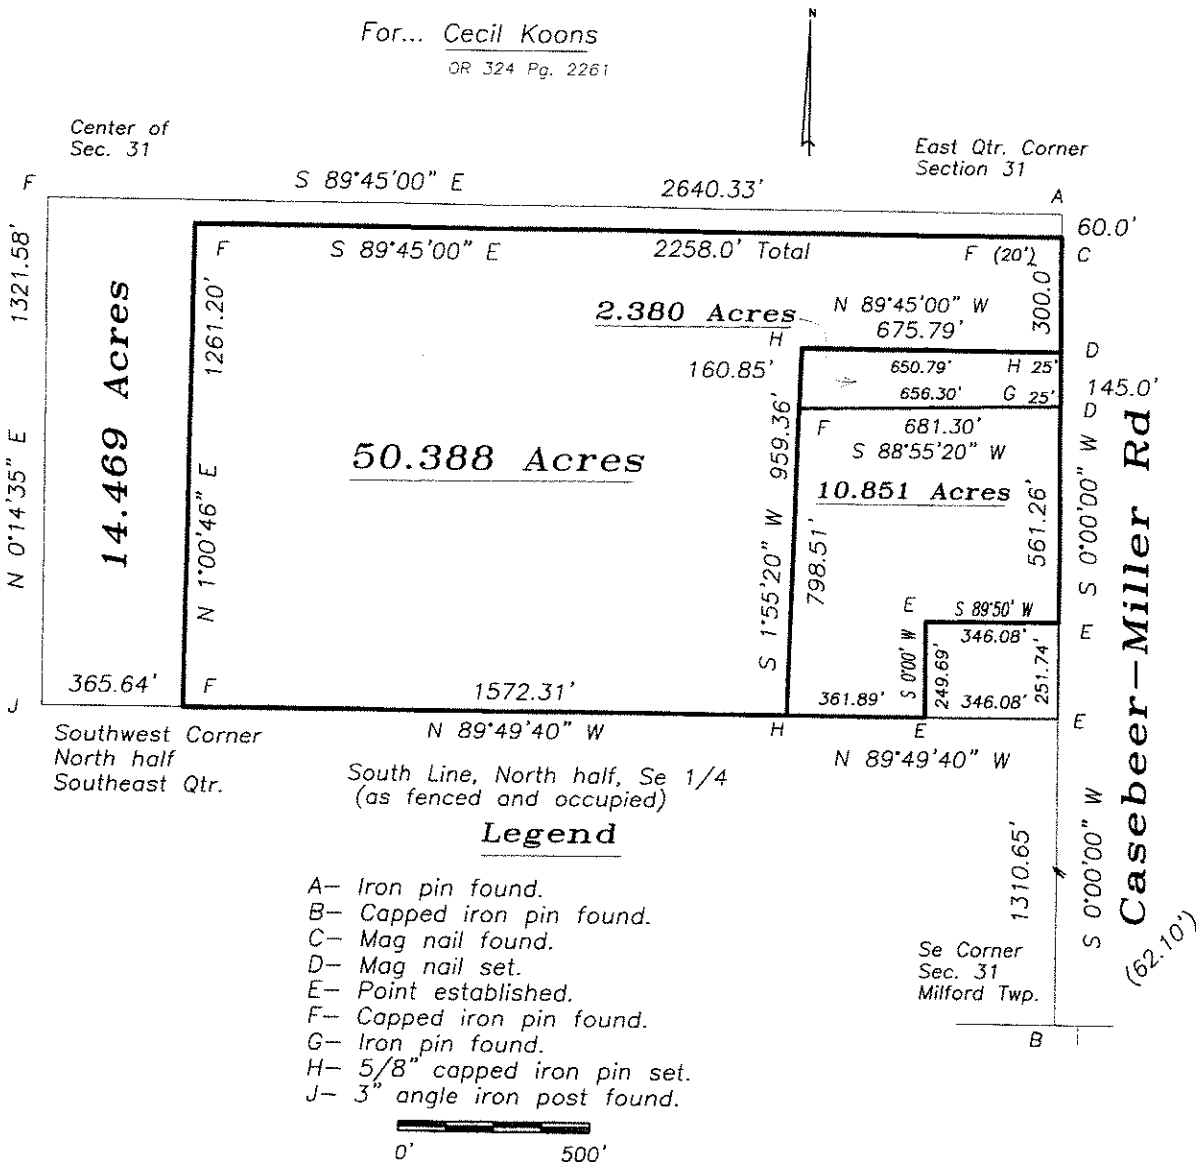 N
For... Cecil Koons
OR 324 Pg. 2261
Center of
Sec. 31
East Qtr. Corner
Section 31
F
S 89°45'00" E
2640.33'
A
60.0'
1321.58'
F
S 89°45'00" E
2258.0' Total
F (20')
C
14.469 Acres
1261.20'
2.380 Acres
N 89°45'00" W
675.79'
300.0'
H
D
160.85'
650.79'
H 25'
145.0'
656.30'
G 25'
D
959.36'
F
681.30'
S 88°55'20" W
N 0°14'35" E
N 1°00'46" E
50.388 Acres
10.851 Acres
561.26'
S 0°00'00" W
Casebeer-Miller Rd
798.51'
S 1°55'20" W
E
S 89°50' W
E
346.08'
S 0°00' W
249.69'
251.74'
365.64'
F
1572.31'
361.89'
346.08'
J
H
E
E
Southwest Corner
North half
Southeast Qtr.
N 89°49'40" W
N 89°49'40" W
South Line, North half, Se 1/4
(as fenced and occupied)
Legend
A- Iron pin found.
B- Capped iron pin found.
C- Mag nail found.
D- Mag nail set.
E- Point established.
F- Capped iron pin found.
G- Iron pin found.
H- 5/8" capped iron pin set.
J- 3" angle iron post found.
1310.65'
S 0°00'00" W
(62.10')
Se Corner
Sec. 31
Milford Twp.
B
0'
500'